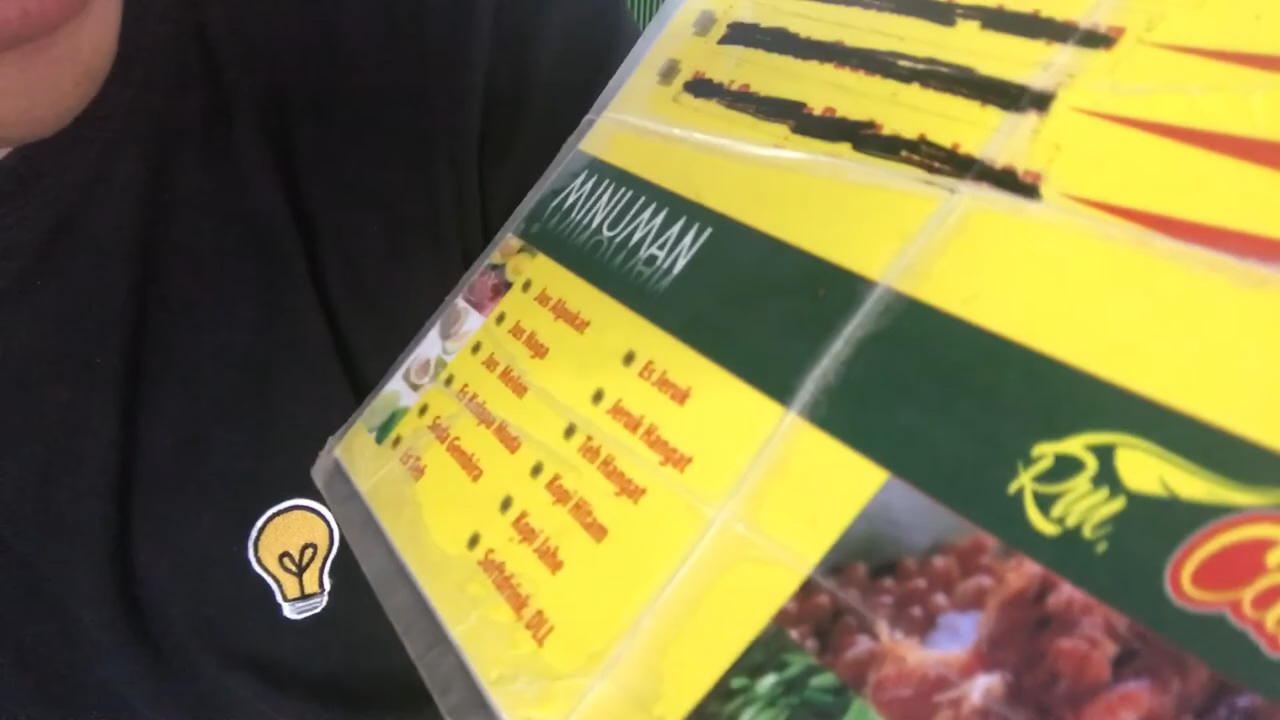 MINUMAN
Jus Alpukat
Jus Naga
Jus Melon
Es Kelapa Muda
Soda Gembira
Es Teh
Es Jeruk
Jeruk Hangat
Teh Hangat
Kopi Hitam
Kopi Jahe
Softdrink, DLL
RM.